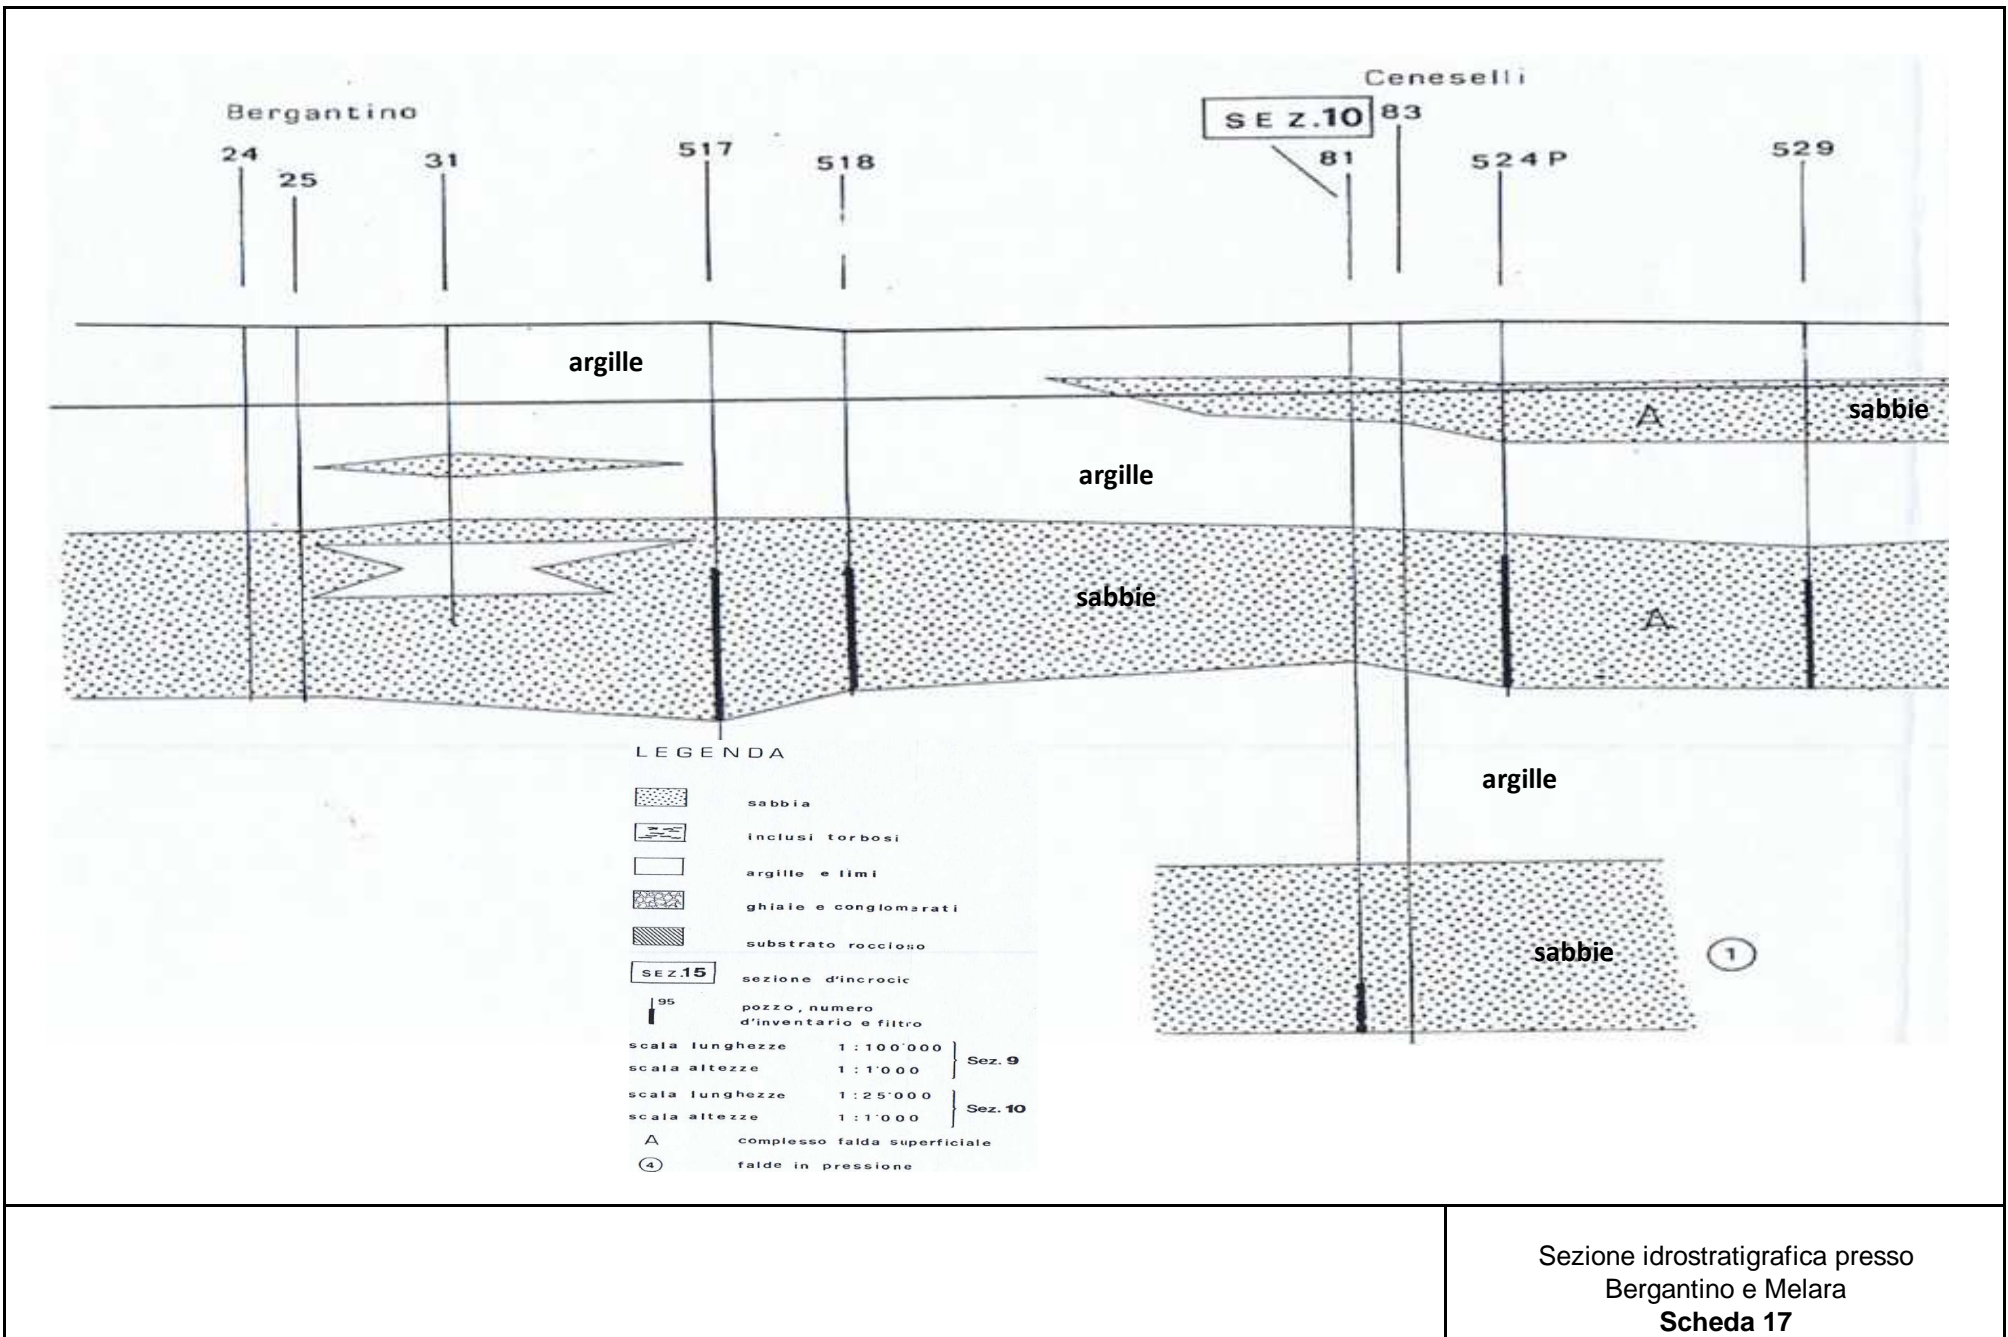 Ceneselli
Bergantino
SEZ.10
83
24
25
31
517
518
81
524P
529
argille
A
sabbie
argille
sabbie
A
argille
sabbie
1
LEGENDA
sabbia
inclusi torbosi
argille e limi
ghiaie e conglomerati
substrato roccioso
SEZ.15
sezione d'incrocic
95
pozzo, numero
d'inventario e filtro
scala lunghezze 1:100'000
Sez. 9
scala altezze 1:1'000
scala lunghezze 1:25'000
Sez. 10
scala altezze 1:1'000
A complesso falda superficiale
4 falde in pressione
Sezione idrostratigrafica presso
Bergantino e Melara
Scheda 17